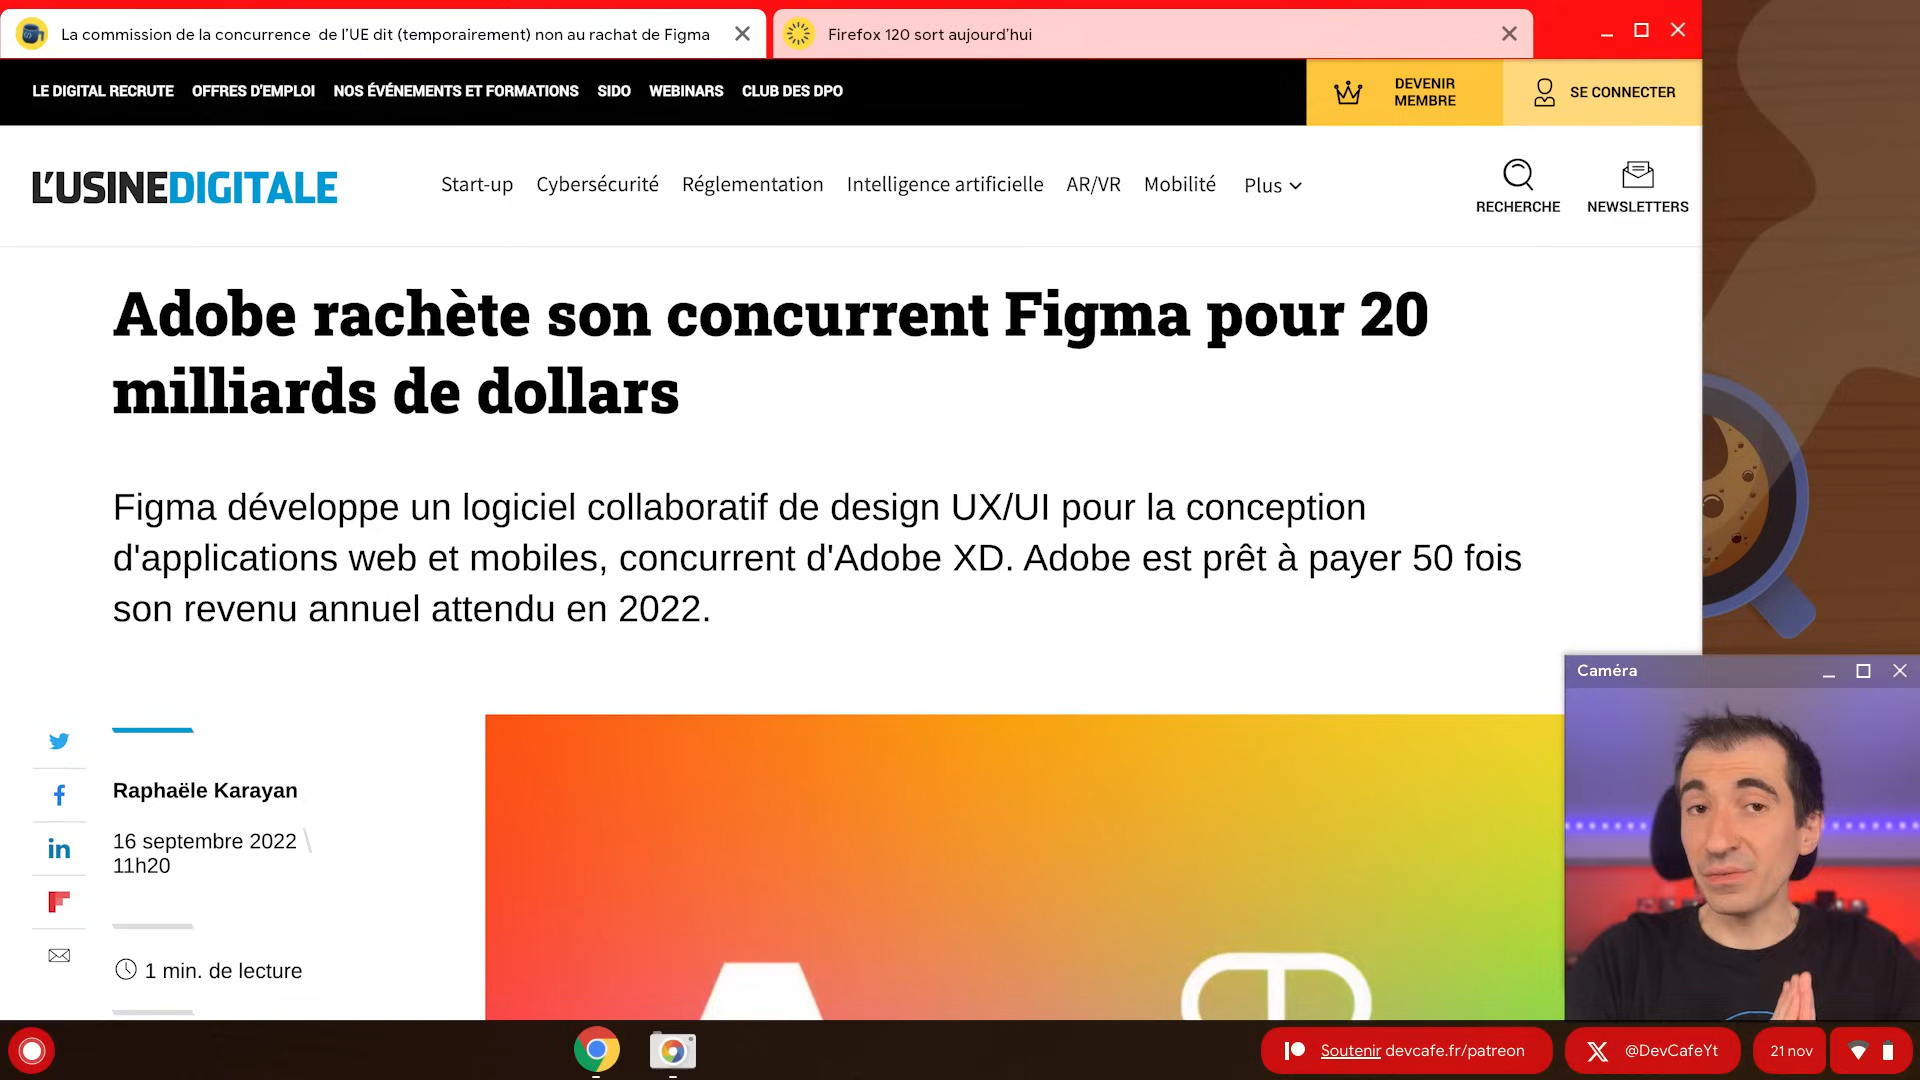 La commission de la concurrence de l'UE dit (temporairement) non au rachat de Figma
Firefox 120 sort aujourd'hui
LE DIGITAL RECRUTE OFFRES D'EMPLOI NOS ÉVÉNEMENTS ET FORMATIONS SIDO WEBINARS CLUB DES DPO
DEVENIR
MEMBRE
SE CONNECTER
L'USINEDIGITALE
Start-up Cybersécurité Réglementation Intelligence artificielle AR/VR Mobilité Plus
RECHERCHE
NEWSLETTERS
Adobe rachète son concurrent Figma pour 20
milliards de dollars
Figma développe un logiciel collaboratif de design UX/UI pour la conception
d'applications web et mobiles, concurrent d'Adobe XD. Adobe est prêt à payer 50 fois
son revenu annuel attendu en 2022.
Caméra
Raphaële Karayan
16 septembre 2022 \
11h20
1 min. de lecture
Soutenir devcafe.fr/patreon
@DevCafeYt
21 nov